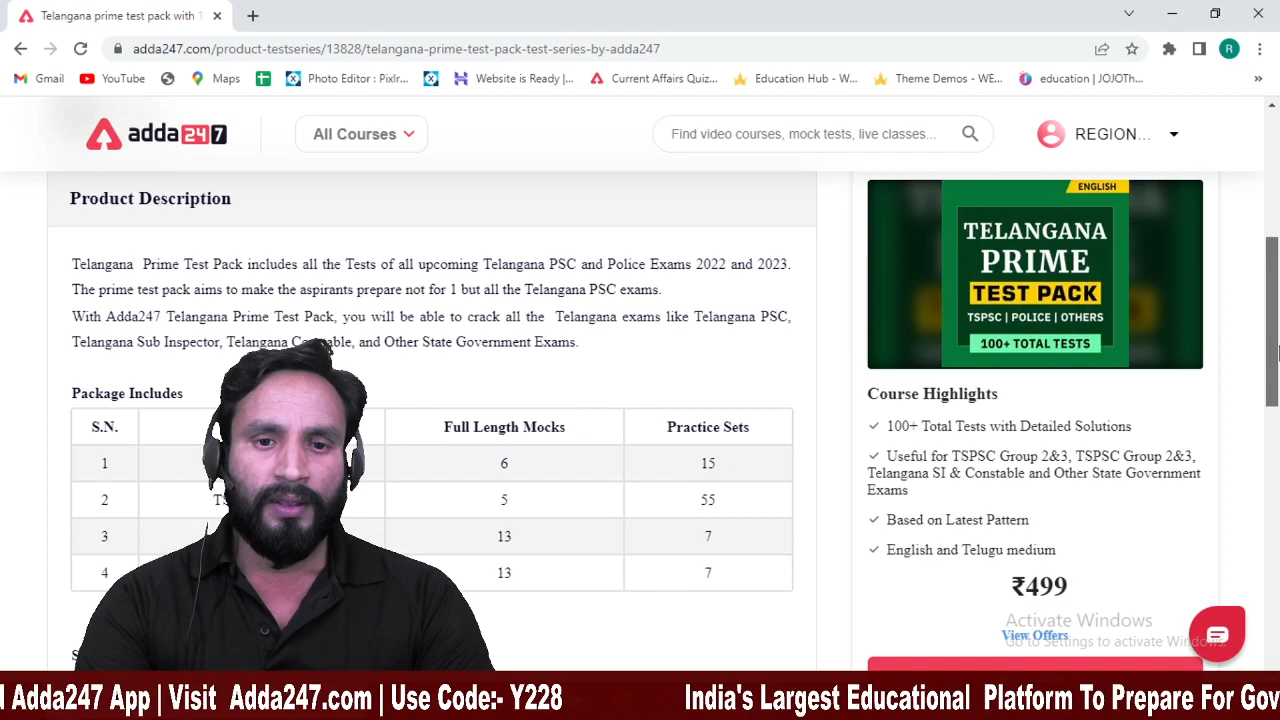 Telangana prime test pack with 1
adda247.com/product-testseries/13828/telangana-prime-test-pack-test-series-by-adda247
R
Gmail
YouTube
Maps
Photo Editor : Pixlr...
Website is Ready |...
Current Affairs Quiz...
Education Hub - W...
Theme Demos - WE...
education | JOJOTh...
adda247
All Courses
Find video courses, mock tests, live classes...
REGION...
Product Description
Telangana Prime Test Pack includes all the Tests of all upcoming Telangana PSC and Police Exams 2022 and 2023.
The prime test pack aims to make the aspirants prepare not for 1 but all the Telangana PSC exams.
With Adda247 Telangana Prime Test Pack, you will be able to crack all the Telangana exams like Telangana PSC,
Telangana Sub Inspector, Telangana Co able, and Other State Government Exams.
Package Includes
S.N. Full Length Mocks Practice Sets
1 6 15
2 5 55
3 13 7
4 13 7
ENGLISH
TELANGANA
PRIME
TEST PACK
TSPSC | POLICE | OTHERS
100+ TOTAL TESTS
Course Highlights
100+ Total Tests with Detailed Solutions
Useful for TSPSC Group 2&3, TSPSC Group 2&3,
Telangana SI & Constable and Other State Government
Exams
Based on Latest Pattern
English and Telugu medium
₹499
View Offers
Activate Windows
Go to Settings to activate Windows.
Adda247 App | Visit Adda247.com | Use Code:- Y228
India's Largest Educational Platform To Prepare For Gov